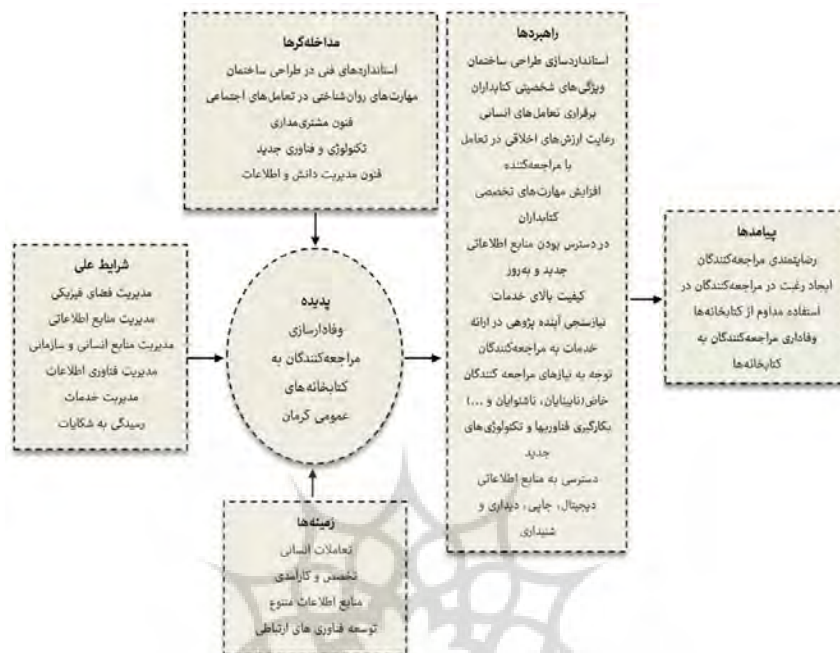 مداخله‌گرها
استانداردهای فنی در طراحی ساختمان
مهارت‌های روان‌شناختی در تعامل‌های اجتماعی
فنون مشتری‌مداری
تکنولوژی و فناوری جدید
فنون مدیریت دانش و اطلاعات
راهبردها
استانداردسازی طراحی ساختمان
ویژگی‌های شخصیتی کتابداران
برقراری تعامل‌های انسانی
رعایت ارزش‌های اخلاقی در تعامل
با مراجعه‌کننده
افزایش مهارت‌های تخصصی
کتابداران
در دسترس بودن منابع اطلاعاتی
جدید و به‌روز
کیفیت بالای خدمات
نیازسنجی آینده پژوهی در ارائه
خدمات به مراجعه‌کنندگان
توجه به نیازهای مراجعه کنندگان
خاص(نابینایان، ناشنوایان و ...)
بکارگیری فناوریها و تکنولوژی‌های
جدید
دسترسی به منابع اطلاعاتی
دیجیتال، چاپی، دیداری و
شنیداری
پیامدها
رضایتمندی مراجعه‌کنندگان
ایجاد رغبت در مراجعه‌کنندگان در
استفاده مداوم از کتابخانه‌ها
وفاداری مراجعه‌کنندگان به
کتابخانه‌ها
شرایط علی
مدیریت فضای فیزیکی
مدیریت منابع اطلاعاتی
مدیریت منابع انسانی و سازمانی
مدیریت فناوری اطلاعات
مدیریت خدمات
رسیدگی به شکایات
پدیده
وفادارسازی
مراجعه‌کنندگان به
کتابخانه‌های
عمومی کرمان
زمینه‌ها
تعاملات انسانی
تخصص و کارآمدی
منابع اطلاعات متنوع
توسعه فناوری های ارتباطی